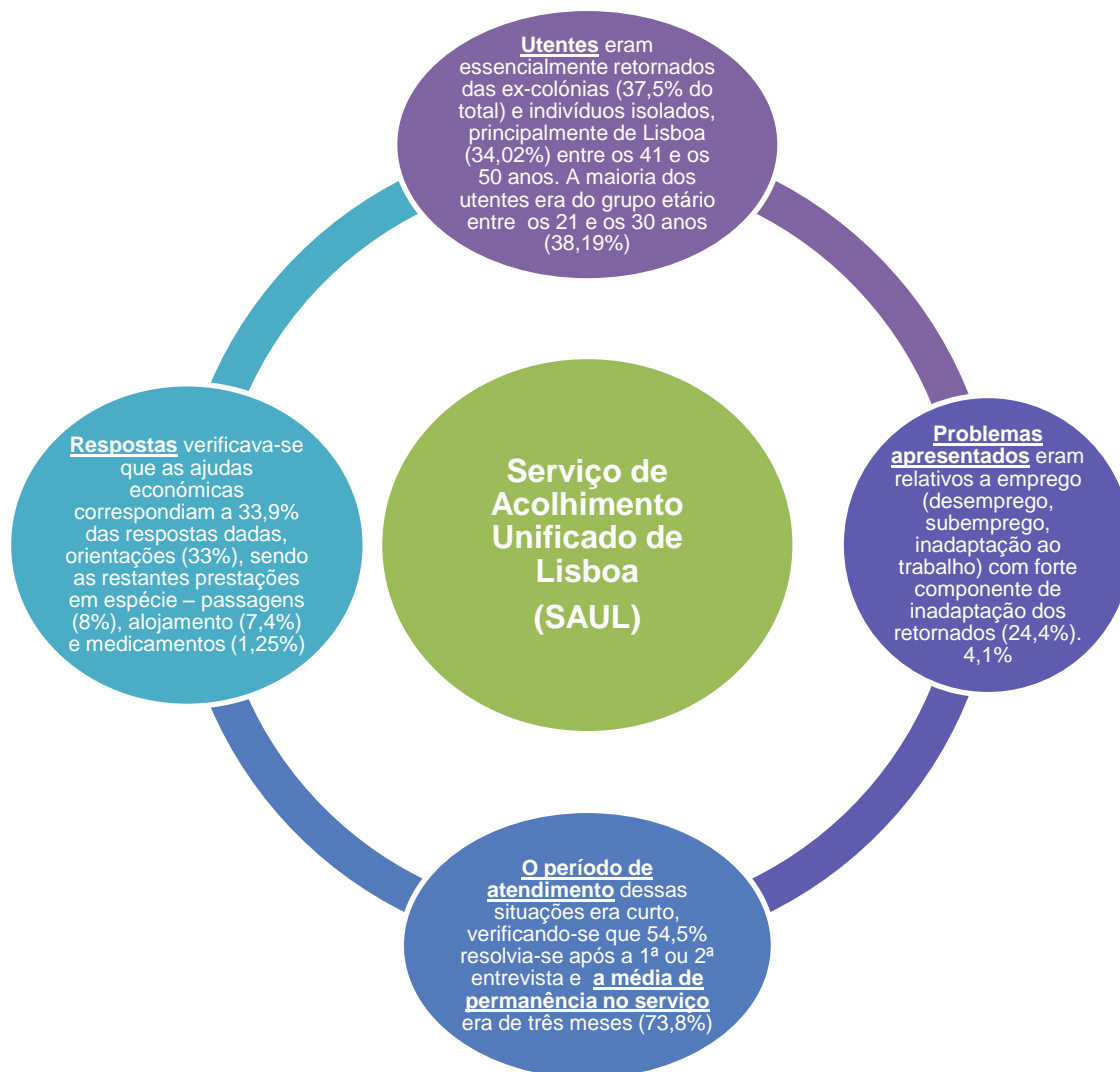 Utentes eram
essencialmente retornados
das ex-colónias (37,5% do
total) e indivíduos isolados,
principalmente de Lisboa
(34,02%) entre os 41 e os
50 anos. A maioria dos
utentes era do grupo etário
entre os 21 e os 30 anos
(38,19%)
Problemas
apresentados eram
relativos a emprego
(desemprego,
subemprego,
inadaptação ao
trabalho) com forte
componente de
inadaptação dos
retornados (24,4%).
4,1%
O período de
atendimento dessas
situações era curto,
verificando-se que 54,5%
resolvia-se após a 1ª ou 2ª
entrevista e a média de
permanência no serviço
era de três meses (73,8%)
Respostas verificava-se
que as ajudas
económicas
correspondiam a 33,9%
das respostas dadas,
orientações (33%), sendo
as restantes prestações
em espécie – passagens
(8%), alojamento (7,4%)
e medicamentos (1,25%)
Serviço de
Acolhimento
Unificado de
Lisboa
(SAUL)